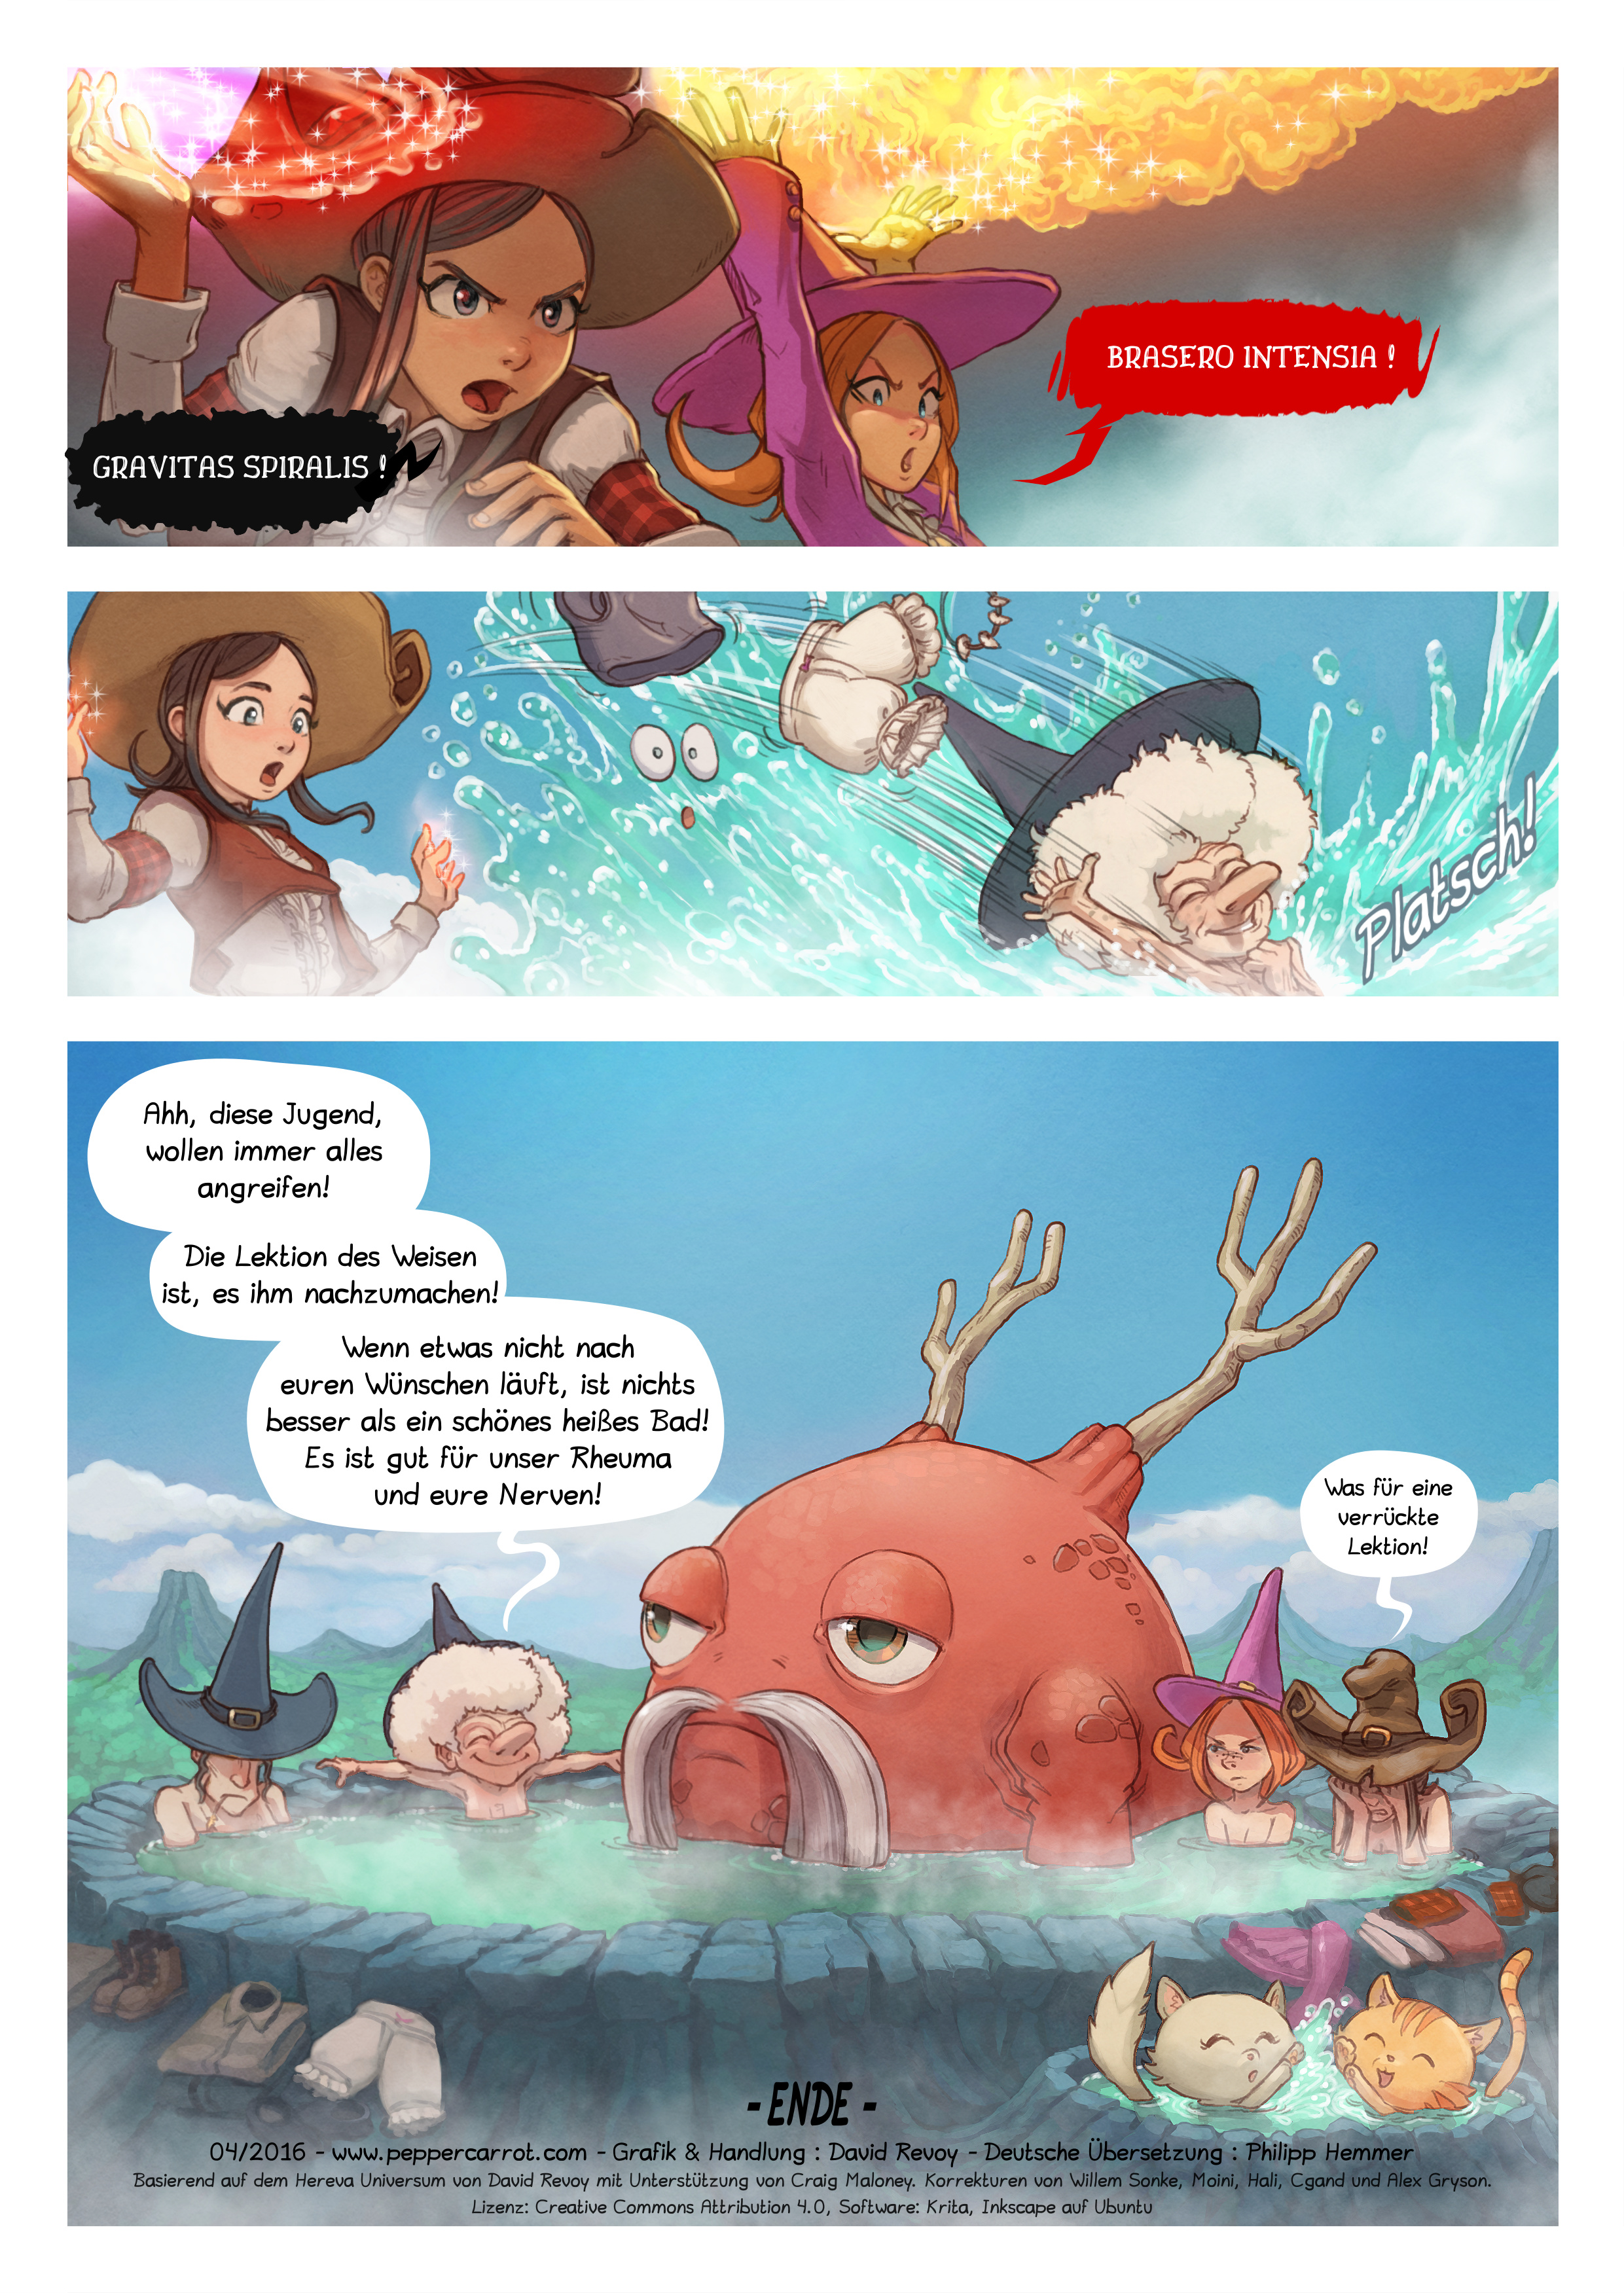 BRASERO INTENSIA !
GRAVITAS SPIRALIS !
Platsch!
Ahh, diese Jugend,
wollen immer alles
angreifen!
Die Lektion des Weisen
ist, es ihm nachzumachen!
Wenn etwas nicht nach
euren Wünschen läuft, ist nichts
besser als ein schönes heißes Bad!
Es ist gut für unser Rheuma
und eure Nerven!
Was für eine
verrückte
Lektion!
- ENDE -
04/2016 - www.peppercarrot.com - Grafik & Handlung : David Revoy - Deutsche Übersetzung : Philipp Hemmer
Basierend auf dem Hereva Universum von David Revoy mit Unterstützung von Craig Maloney. Korrekturen von Willem Sonke, Moini, Hali, Cgand und Alex Gryson.
Lizenz: Creative Commons Attribution 4.0, Software: Krita, Inkscape auf Ubuntu